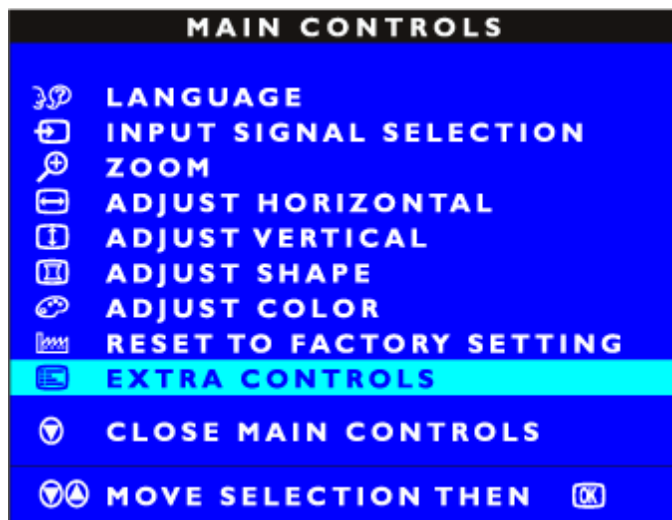 MAIN CONTROLS
LANGUAGE
INPUT SIGNAL SELECTION
ZOOM
ADJUST HORIZONTAL
ADJUST VERTICAL
ADJUST SHAPE
ADJUST COLOR
RESET TO FACTORY SETTING
EXTRA CONTROLS
CLOSE MAIN CONTROLS
MOVE SELECTION THEN OK